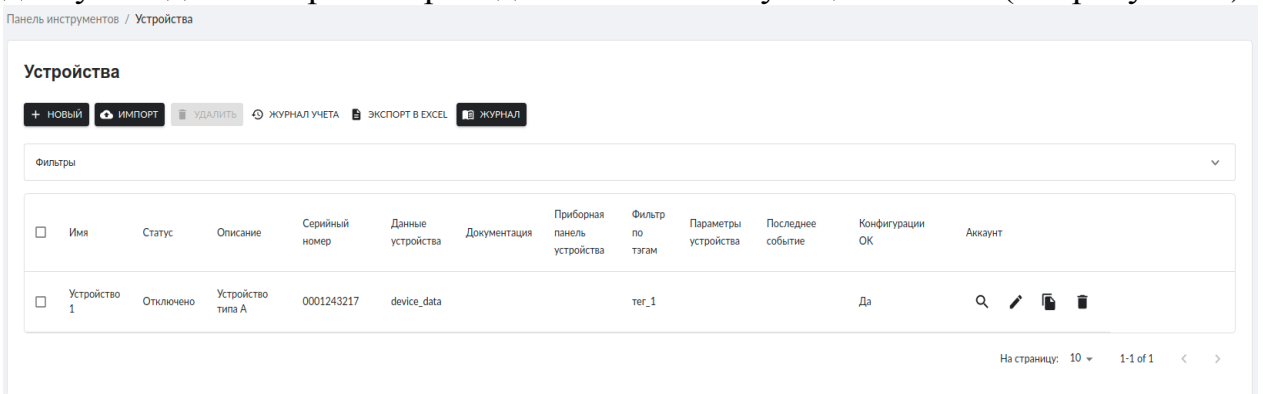 Панель инструментов / Устройства
Устройства
+ НОВЫЙ ИМПОРТ УДАЛИТЬ ЖУРНАЛ УЧЕТА ЭКСПОРТ В EXCEL ЖУРНАЛ
Фильтры
Имя Статус Описание Серийный номер Данные устройства Документация Приборная панель устройства Фильтр по тэгам Параметры устройства Последнее событие Конфигурации ОК Аккаунт
Устройство 1 Отключено Устройство типа А 0001243217 device_data тег_1 Да
На страницу: 10 1-1 of 1